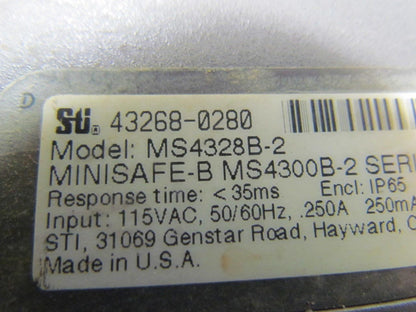 D
Sti 43268-0280
Model: MS4328B-2
MINISAFE-B MS4300B-2 SERI
Response time: <35ms Encl: IP65
Input: 115VAC, 50/60Hz, .250A 250mA
STI, 31069 Genstar Road, Hayward, C
Made in U.S.A.